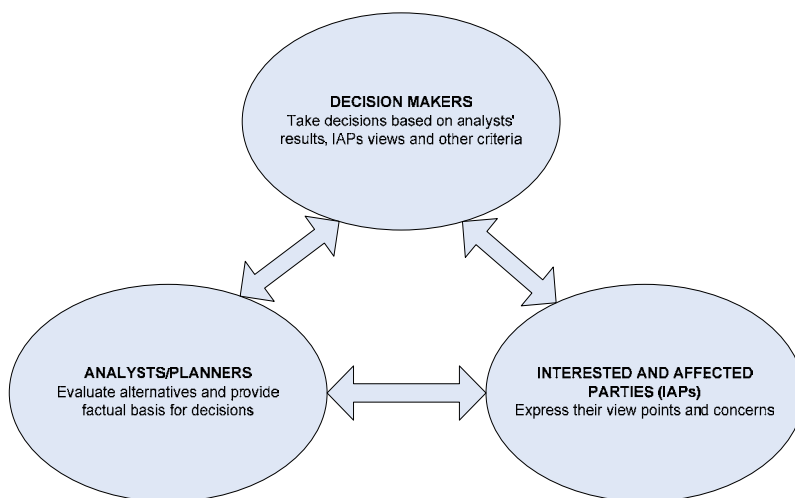 DECISION MAKERS
Take decisions based on analysts'
results, IAPs views and other criteria
ANALYSTS/PLANNERS
Evaluate alternatives and provide
factual basis for decisions
INTERESTED AND AFFECTED
PARTIES (IAPs)
Express their view points and concerns